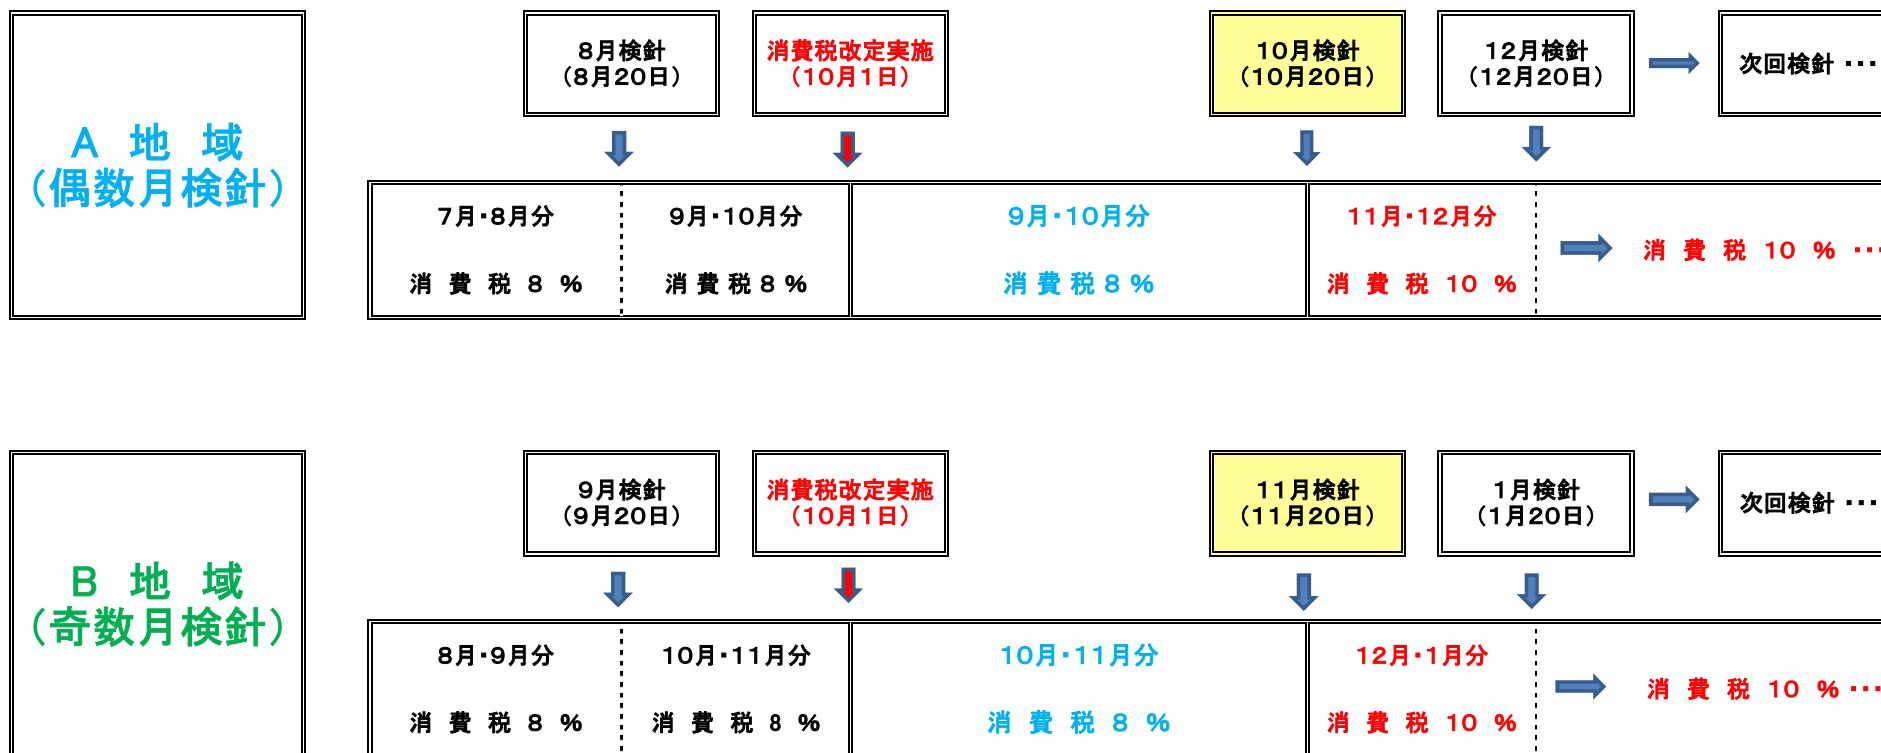 A 地 域
（偶数月検針）
8月検針
（8月20日）
消費税改定実施
（10月1日）
10月検針
（10月20日）
12月検針
（12月20日）
次回検針 ・・・
7月・8月分
消 費 税 8 %
9月・10月分
消 費 税 8 %
9月・10月分
消 費 税 8 %
11月・12月分
消 費 税 10 %
消 費 税 10 % ・・・
B 地 域
（奇数月検針）
9月検針
（9月20日）
消費税改定実施
（10月1日）
11月検針
（11月20日）
1月検針
（1月20日）
次回検針 ・・・
8月・9月分
消 費 税 8 %
10月・11月分
消 費 税 8 %
10月・11月分
消 費 税 8 %
12月・1月分
消 費 税 10 %
消 費 税 10 % ・・・